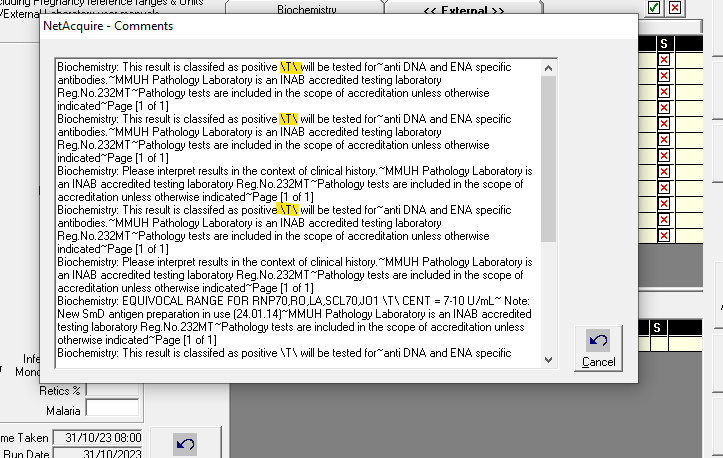 cluding Pregnancy reference ranges & Units
/External Laboratory user manuals
Biochemistry
<< External >>
NetAcquire - Comments
S
Biochemistry: This result is classifed as positive \T\ will be tested for~anti DNA and ENA specific
antibodies.~MMUH Pathology Laboratory is an INAB accredited testing laboratory
Reg.No.232MT~Pathology tests are included in the scope of accreditation unless otherwise
indicated~Page [1 of 1]
Biochemistry: This result is classifed as positive \T\ will be tested for~anti DNA and ENA specific
antibodies.~MMUH Pathology Laboratory is an INAB accredited testing laboratory
Reg.No.232MT~Pathology tests are included in the scope of accreditation unless otherwise
indicated~Page [1 of 1]
Biochemistry: Please interpret results in the context of clinical history.~MMUH Pathology Laboratory is
an INAB accredited testing laboratory Reg.No.232MT~Pathology tests are included in the scope of
accreditation unless otherwise indicated~Page [1 of 1]
Biochemistry: This result is classifed as positive \T\ will be tested for~anti DNA and ENA specific
antibodies.~MMUH Pathology Laboratory is an INAB accredited testing laboratory
Reg.No.232MT~Pathology tests are included in the scope of accreditation unless otherwise
indicated~Page [1 of 1]
Biochemistry: Please interpret results in the context of clinical history.~MMUH Pathology Laboratory is
an INAB accredited testing laboratory Reg.No.232MT~Pathology tests are included in the scope of
accreditation unless otherwise indicated~Page [1 of 1]
Biochemistry: EQUIVOCAL RANGE FOR RNP70,RO,LA,SCL70,JO1 \T\ CENT = 7-10 U/mL~ Note:
New SmD antigen preparation in use (24.01.14)~MMUH Pathology Laboratory is an INAB accredited
testing laboratory Reg.No.232MT~Pathology tests are included in the scope of accreditation unless
otherwise indicated~Page [1 of 1]
Biochemistry: This result is classifed as positive \T\ will be tested for~anti DNA and ENA specific
S
Cancel
Infe
Mono
Retics %
Malaria
me Taken 31/10/23 08:00
Run Date 31/10/2023